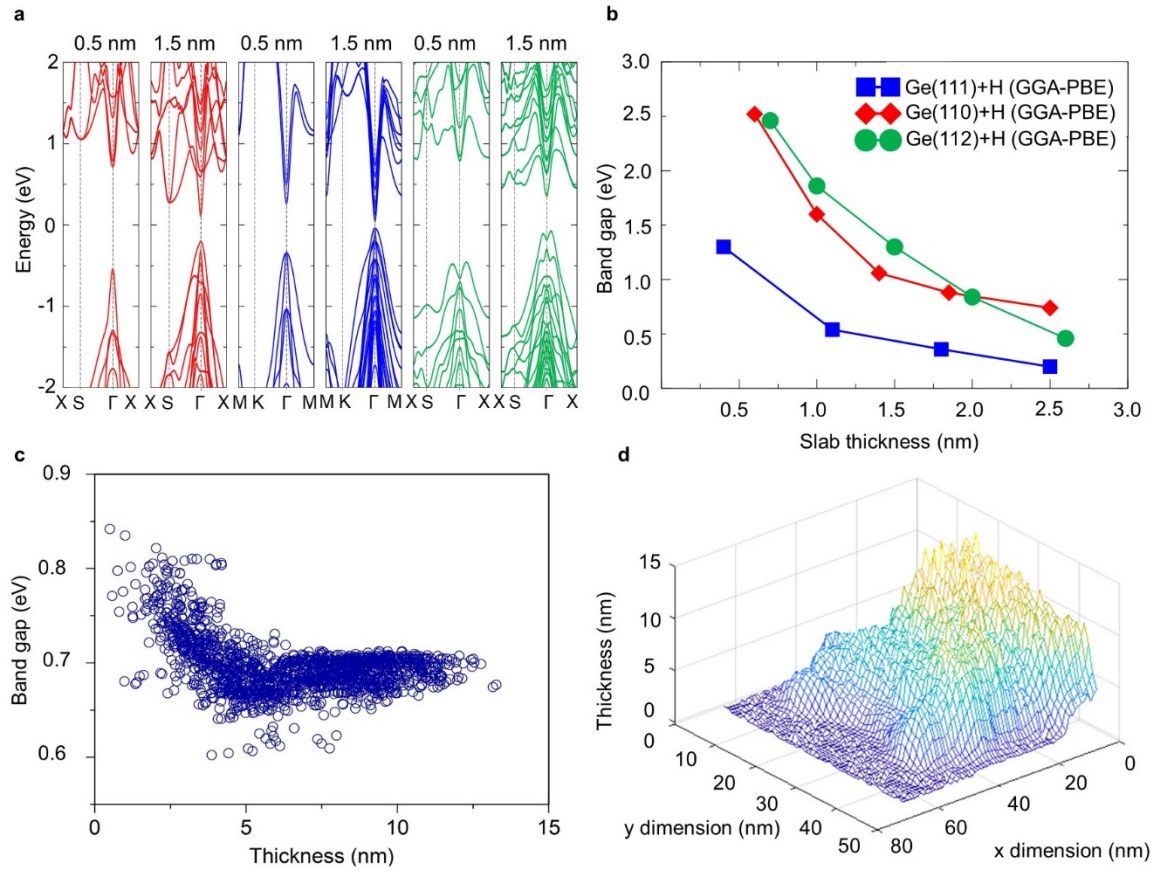 a
0.5 nm 1.5 nm 0.5 nm 1.5 nm 0.5 nm 1.5 nm
2
1
0
-1
-2
Energy (eV)
X S Γ X X S Γ X M K Γ M M K Γ M X S Γ X X S Γ X
b
3.0
2.5
2.0
1.5
1.0
0.5
0.0
Band gap (eV)
Ge(111)+H (GGA-PBE)
Ge(110)+H (GGA-PBE)
Ge(112)+H (GGA-PBE)
0.5 1.0 1.5 2.0 2.5 3.0
Slab thickness (nm)
c
0.9
0.8
0.7
0.6
Band gap (eV)
0 5 10 15
Thickness (nm)
d
15
10
5
0
Thickness (nm)
0
10
20
30
40
50
y dimension (nm)
80
60
40
20
0
x dimension (nm)